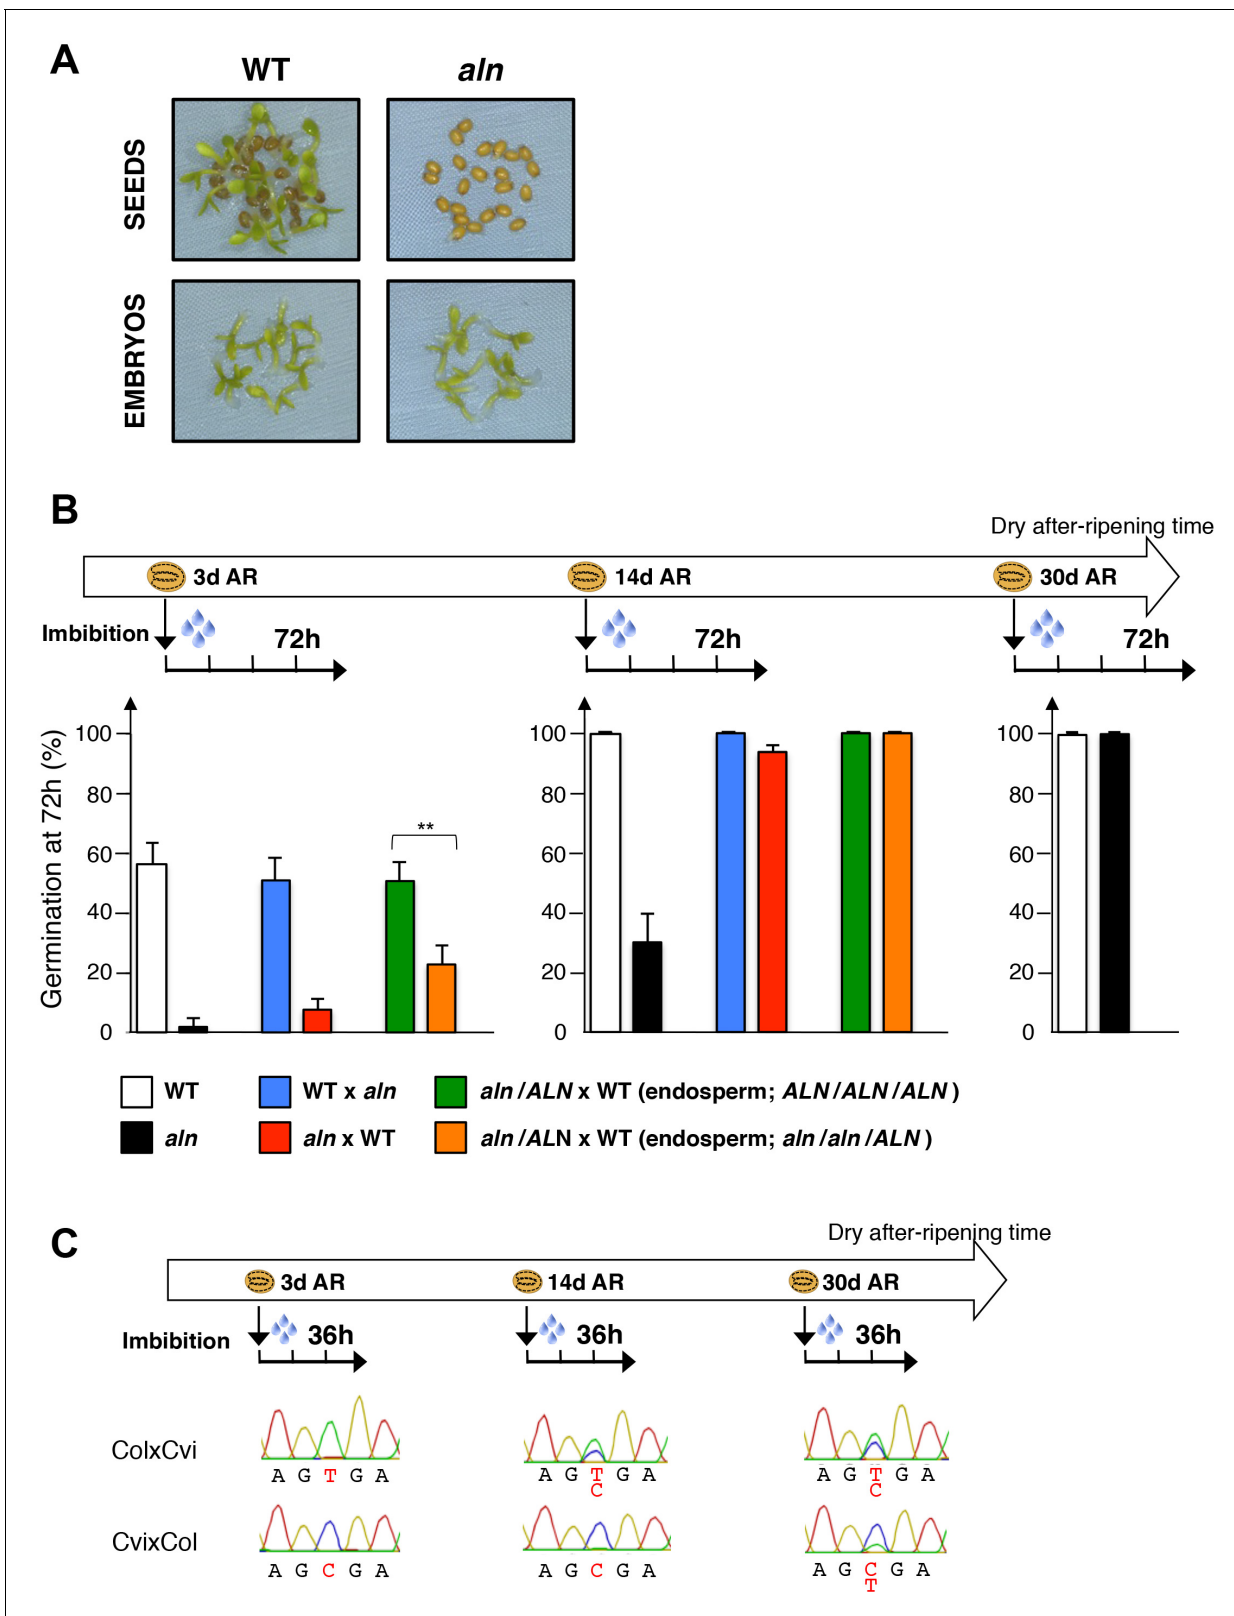 A
WT aln
SEEDS
EMBRYOS
B
Dry after-ripening time
3d AR 14d AR 30d AR
Imbibition 72h 72h 72h
Germination at 72h (%)
100 100 100
80 80 80
**
60 60 60
40 40 40
20 20 20
0 0 0
WT WT x aln aln/ALN x WT (endosperm; ALN/ALN/ALN)
aln aln x WT aln/ALN x WT (endosperm; aln/aln/ALN)
C
Dry after-ripening time
3d AR 14d AR 30d AR
Imbibition 36h 36h 36h
ColxCvi
A G T G A A G T G A A G T G A
C C
CvixCol
A G C G A A G C G A A G C G A
T